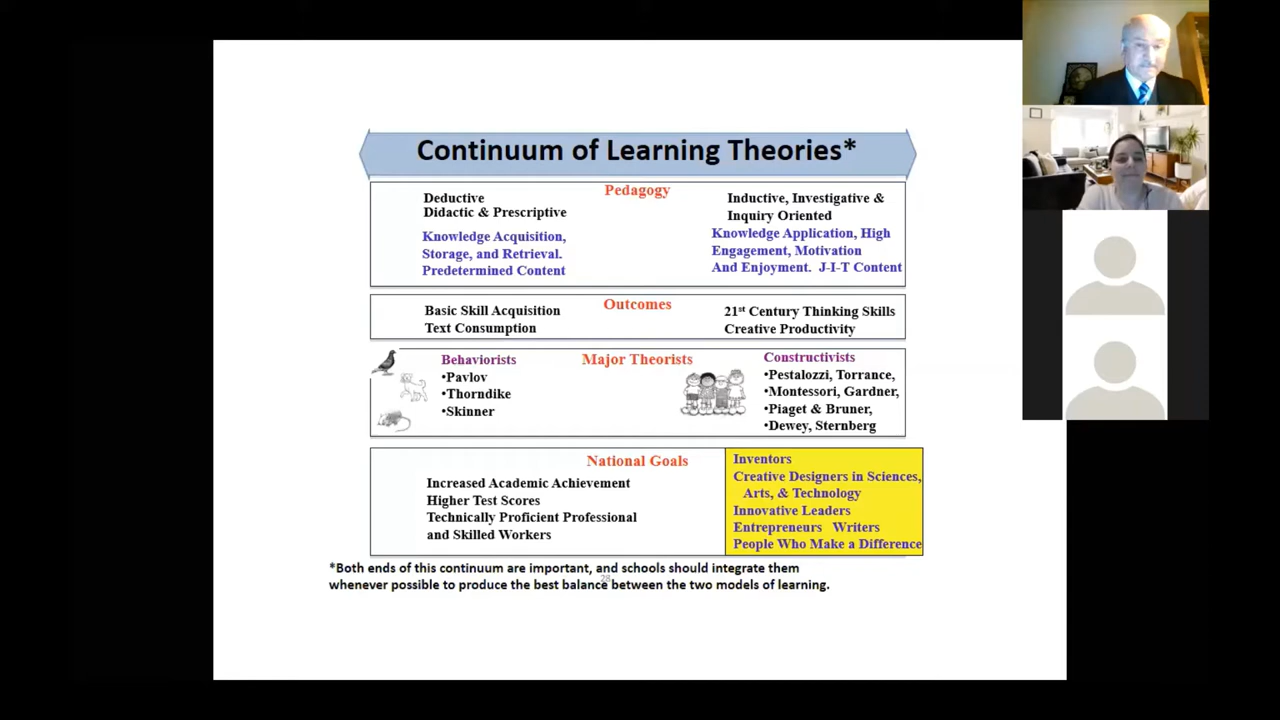 Continuum of Learning Theories*
Pedagogy
Deductive
Didactic & Prescriptive
Knowledge Acquisition,
Storage, and Retrieval.
Predetermined Content
Inductive, Investigative &
Inquiry Oriented
Knowledge Application, High
Engagement, Motivation
And Enjoyment. J-I-T Content
Outcomes
Basic Skill Acquisition
Text Consumption
21st Century Thinking Skills
Creative Productivity
Major Theorists
Behaviorists
•Pavlov
•Thorndike
•Skinner
Constructivists
•Pestalozzi, Torrance,
•Montessori, Gardner,
•Piaget & Bruner,
•Dewey, Sternberg
National Goals
Increased Academic Achievement
Higher Test Scores
Technically Proficient Professional
and Skilled Workers
Inventors
Creative Designers in Sciences,
Arts, & Technology
Innovative Leaders
Entrepreneurs Writers
People Who Make a Difference
*Both ends of this continuum are important, and schools should integrate them
whenever possible to produce the best balance between the two models of learning.
28